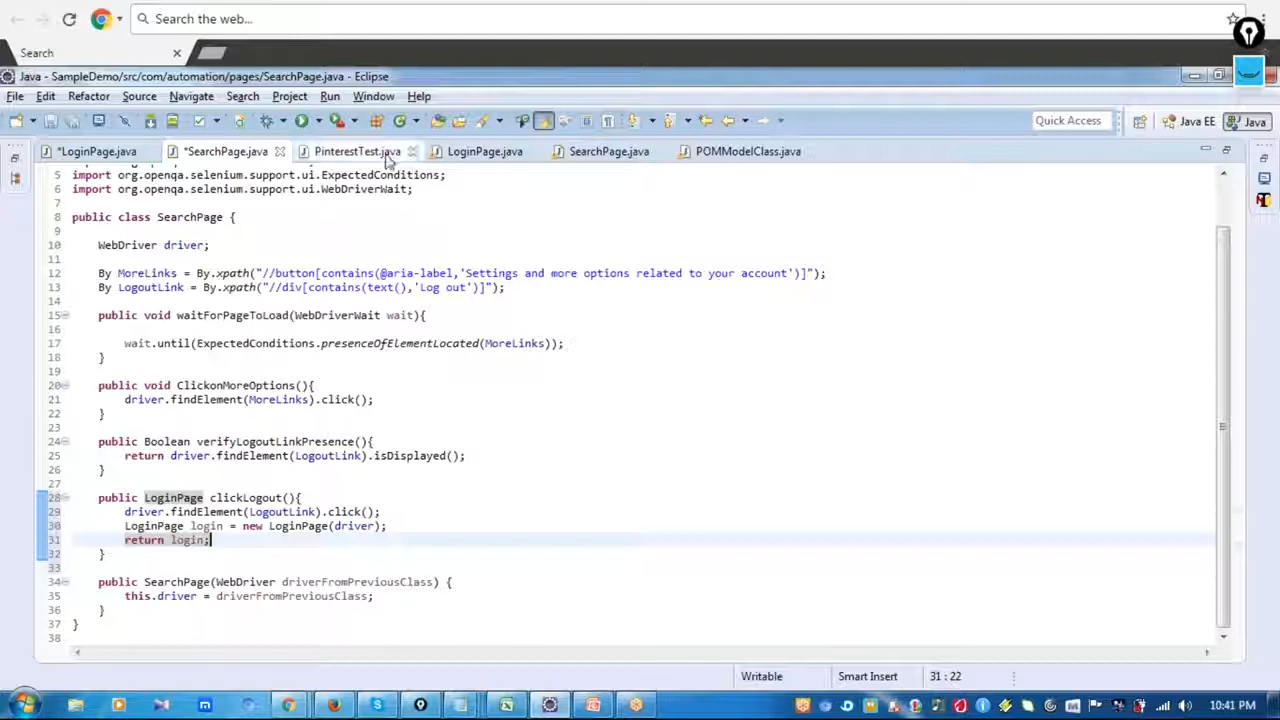 Search the web...
Search
Java - SampleDemo/src/com/automation/pages/SearchPage.java - Eclipse
File Edit Refactor Source Navigate Search Project Run Window Help
Quick Access Java EE Java
*LoginPage.java *SearchPage.java PinterestTest.java LoginPage.java SearchPage.java POMModelClass.java
5 import org.openqa.selenium.support.ui.ExpectedConditions;
6 import org.openqa.selenium.support.ui.WebDriverWait;
7
8 public class SearchPage {
9
10 WebDriver driver;
11
12 By MoreLinks = By.xpath("//button[contains(@aria-label,'Settings and more options related to your account')]");
13 By LogoutLink = By.xpath("//div[contains(text(),'Log out')]");
14
15 public void waitForPageToLoad(WebDriverWait wait){
16
17 wait.until(ExpectedConditions.presenceOfElementLocated(MoreLinks));
18 }
19
20 public void ClickonMoreOptions(){
21 driver.findElement(MoreLinks).click();
22 }
23
24 public Boolean verifyLogoutLinkPresence(){
25 return driver.findElement(LogoutLink).isDisplayed();
26 }
27
28 public LoginPage clickLogout(){
29 driver.findElement(LogoutLink).click();
30 LoginPage login = new LoginPage(driver);
31 return login;
32 }
33
34 public SearchPage(WebDriver driverFromPreviousClass) {
35 this.driver = driverFromPreviousClass;
36 }
37 }
38
Writable Smart Insert 31 : 22
10:41 PM